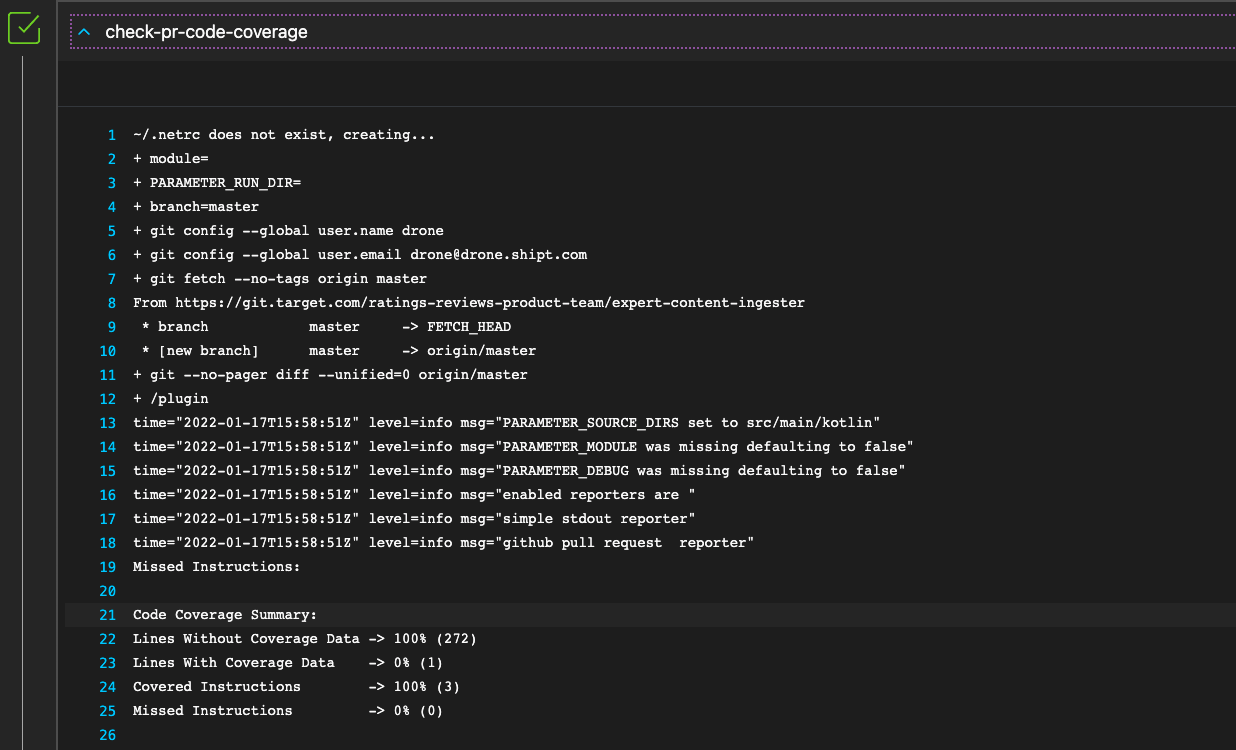 check-pr-code-coverage
1 ~/.netrc does not exist, creating...
2 + module=
3 + PARAMETER_RUN_DIR=
4 + branch=master
5 + git config --global user.name drone
6 + git config --global user.email drone@drone.shipt.com
7 + git fetch --no-tags origin master
8 From https://git.target.com/ratings-reviews-product-team/expert-content-ingester
9  * branch            master     -> FETCH_HEAD
10  * [new branch]      master     -> origin/master
11 + git --no-pager diff --unified=0 origin/master
12 + /plugin
13 time="2022-01-17T15:58:51Z" level=info msg="PARAMETER_SOURCE_DIRS set to src/main/kotlin"
14 time="2022-01-17T15:58:51Z" level=info msg="PARAMETER_MODULE was missing defaulting to false"
15 time="2022-01-17T15:58:51Z" level=info msg="PARAMETER_DEBUG was missing defaulting to false"
16 time="2022-01-17T15:58:51Z" level=info msg="enabled reporters are "
17 time="2022-01-17T15:58:51Z" level=info msg="simple stdout reporter"
18 time="2022-01-17T15:58:51Z" level=info msg="github pull request  reporter"
19 Missed Instructions:
20
21 Code Coverage Summary:
22 Lines Without Coverage Data -> 100% (272)
23 Lines With Coverage Data    -> 0% (1)
24 Covered Instructions        -> 100% (3)
25 Missed Instructions         -> 0% (0)
26